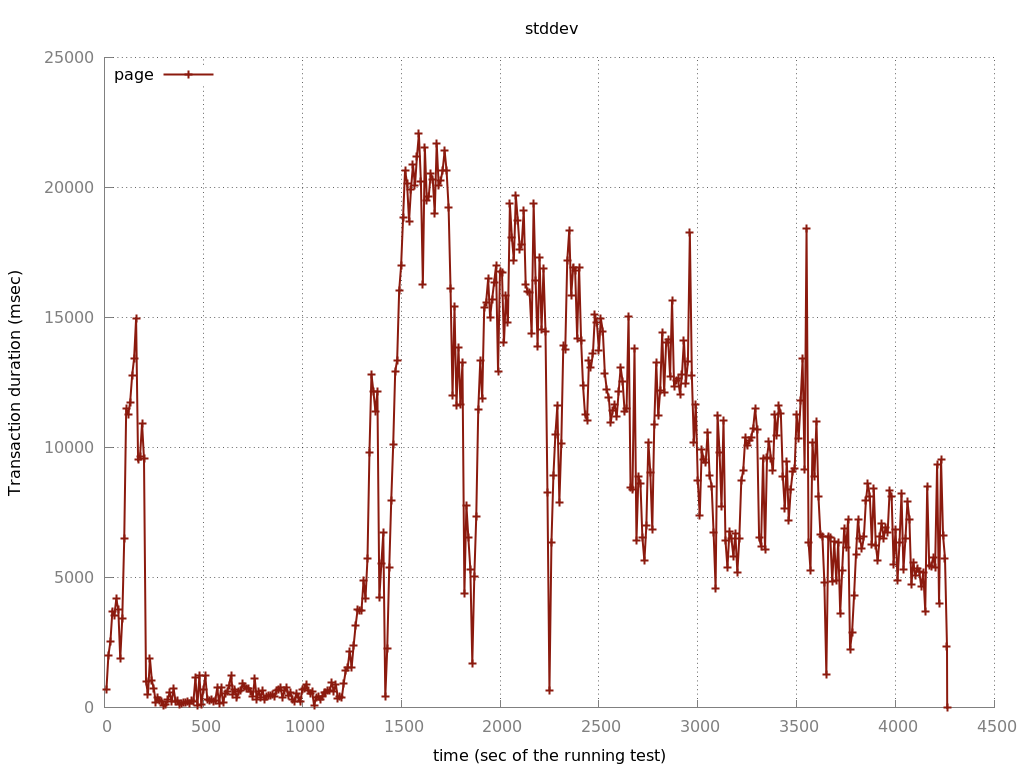 stddev
25000
page
20000
15000
10000
5000
0
Transaction duration (msec)
0 500 1000 1500 2000 2500 3000 3500 4000 4500
time (sec of the running test)